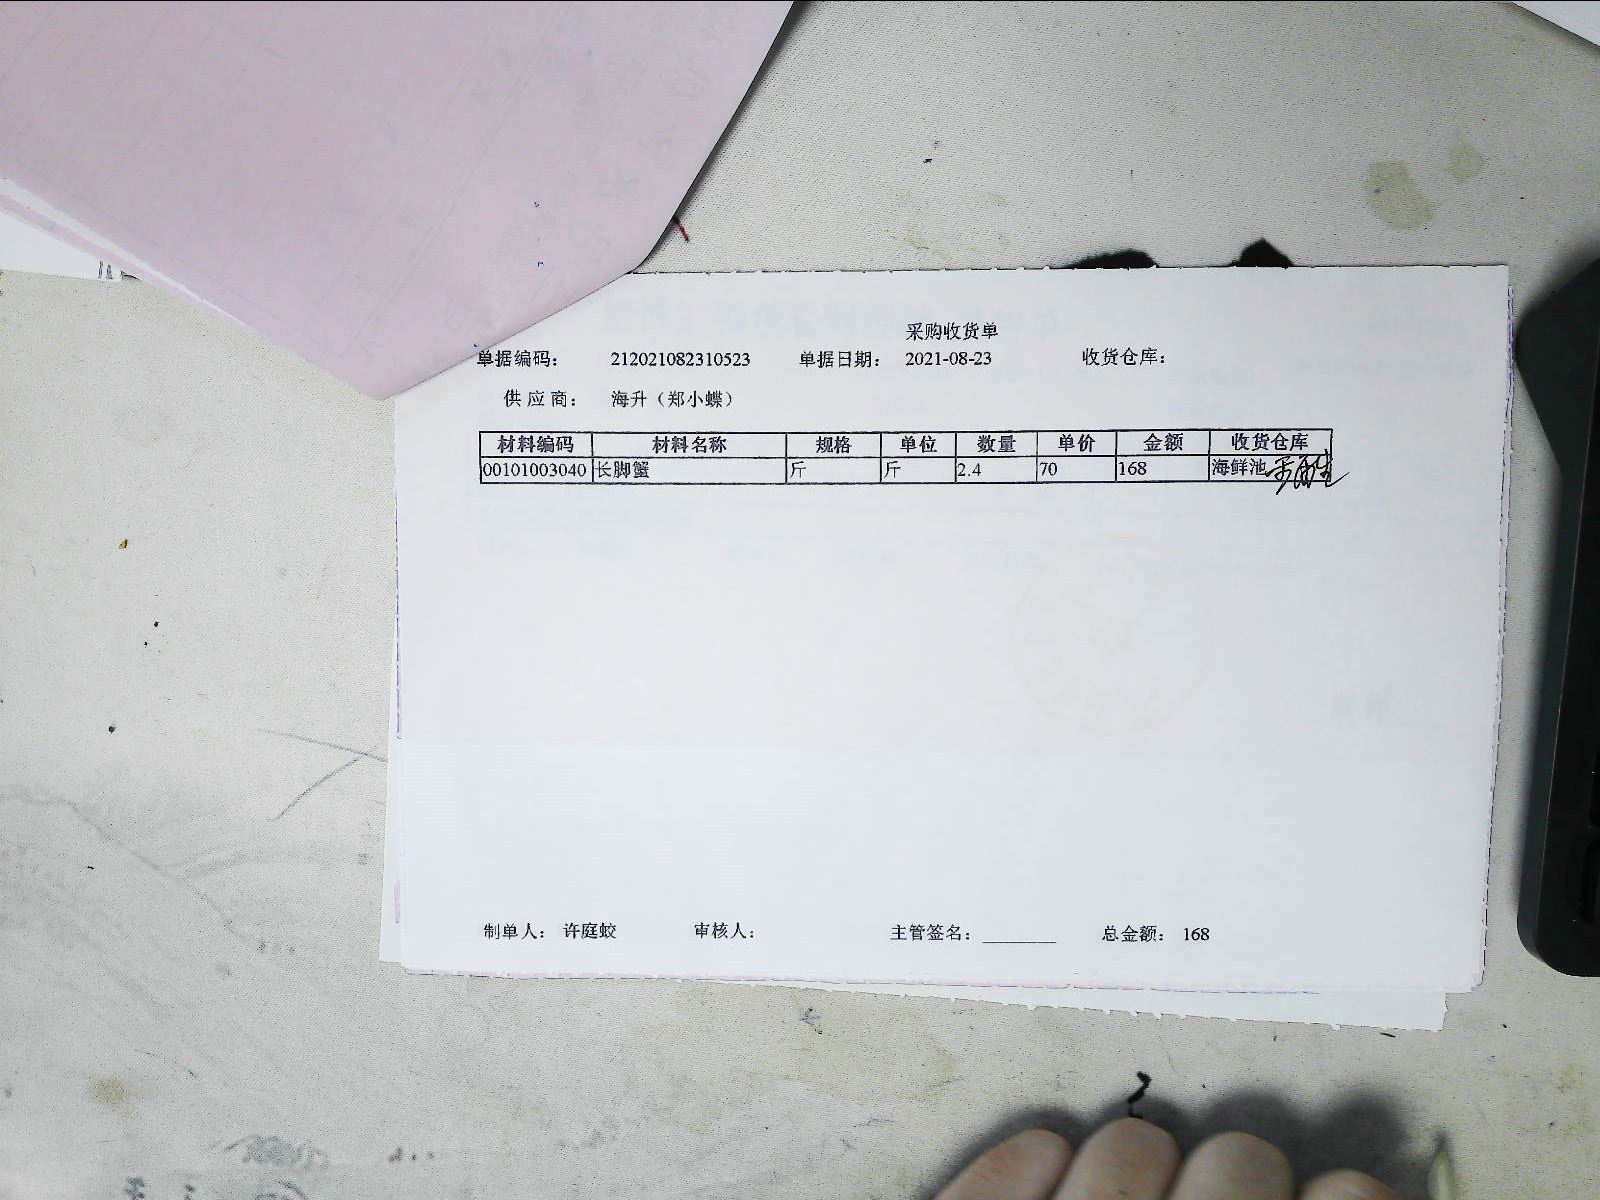 采购收货单
单据编码： 212021082310523 单据日期： 2021-08-23 收货仓库：
供应商： 海升（郑小蝶）
材料编码 材料名称 规格 单位 数量 单价 金额 收货仓库
00101003040 长脚蟹 斤 斤 2.4 70 168 海鲜池
制单人： 许庭蛟 审核人： 主管签名： ________ 总金额： 168